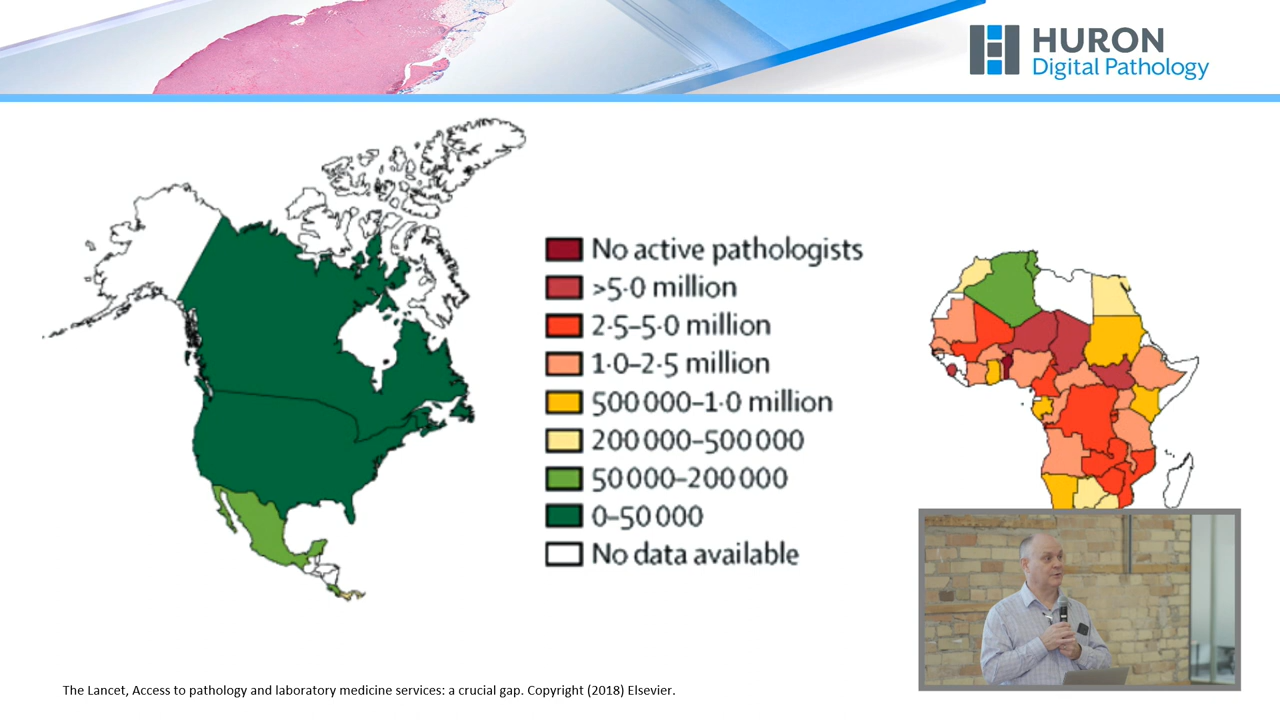 HURON
Digital Pathology
No active pathologists
>5·0 million
2·5–5·0 million
1·0–2·5 million
500 000–1·0 million
200 000–500 000
50 000–200 000
0–50 000
No data available
The Lancet, Access to pathology and laboratory medicine services: a crucial gap. Copyright (2018) Elsevier.